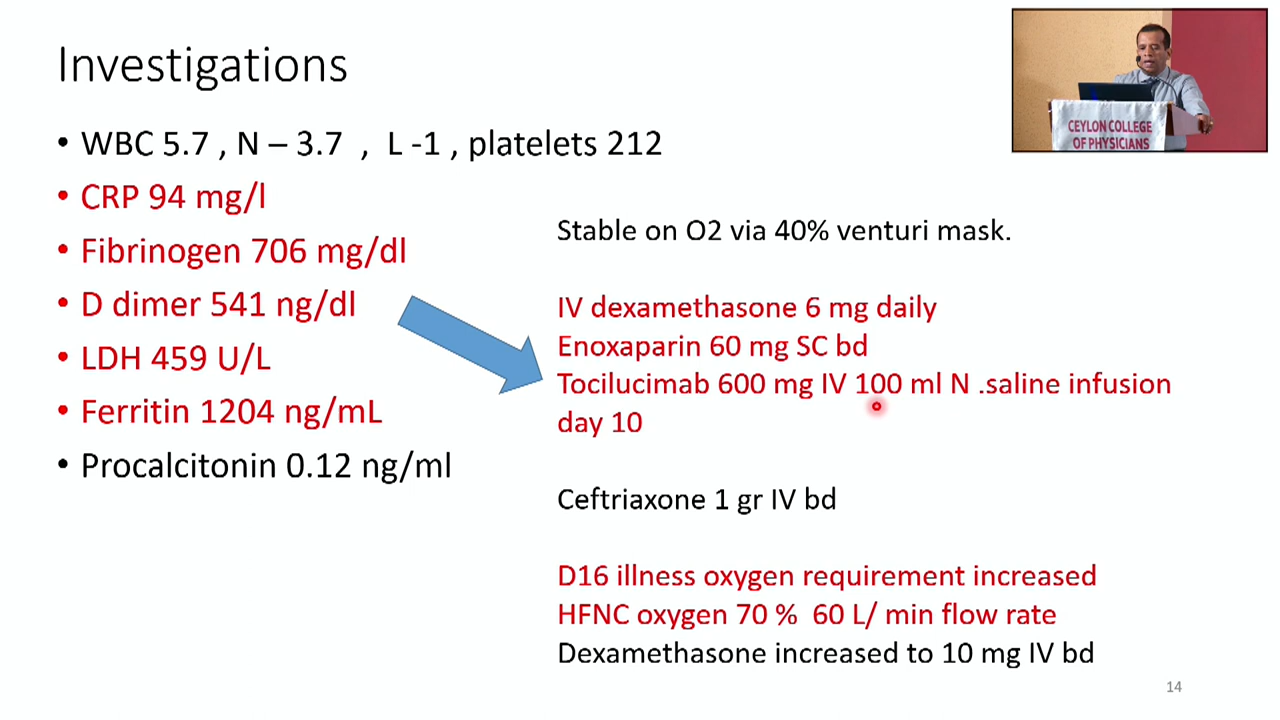 Investigations
• WBC 5.7 , N – 3.7 , L -1 , platelets 212
• CRP 94 mg/l
• Fibrinogen 706 mg/dl
• D dimer 541 ng/dl
• LDH 459 U/L
• Ferritin 1204 ng/mL
• Procalcitonin 0.12 ng/ml
Stable on O2 via 40% venturi mask.
IV dexamethasone 6 mg daily
Enoxaparin 60 mg SC bd
Tocilucimab 600 mg IV 100 ml N .saline infusion
day 10
Ceftriaxone 1 gr IV bd
D16 illness oxygen requirement increased
HFNC oxygen 70 % 60 L/ min flow rate
Dexamethasone increased to 10 mg IV bd
14
CEYLON COLLEGE
OF PHYSICIANS